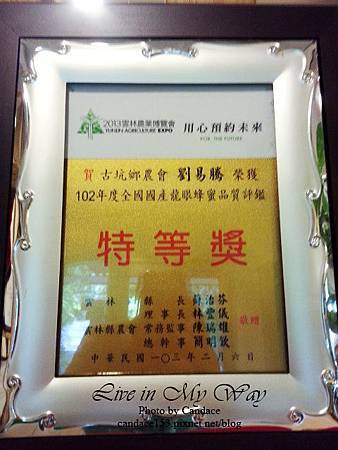 2013雲林農業博覽會
YUNLIN AGRICULTURE EXPO
用心預約未來
FOR THE FUTURE
賀 古坑鄉農會 劉易騰 榮獲
102年度全國國產龍眼蜂蜜品質評鑑
特等獎
雲林縣長 蘇治芬
理事長 林雪儀
雲林縣農會 常務監事 陳瑞雄
總幹事 簡明欽
敬贈
中華民國一〇三年二月六日
Live in My Way
Photo by Candace
candace155.pixnet.net/blog